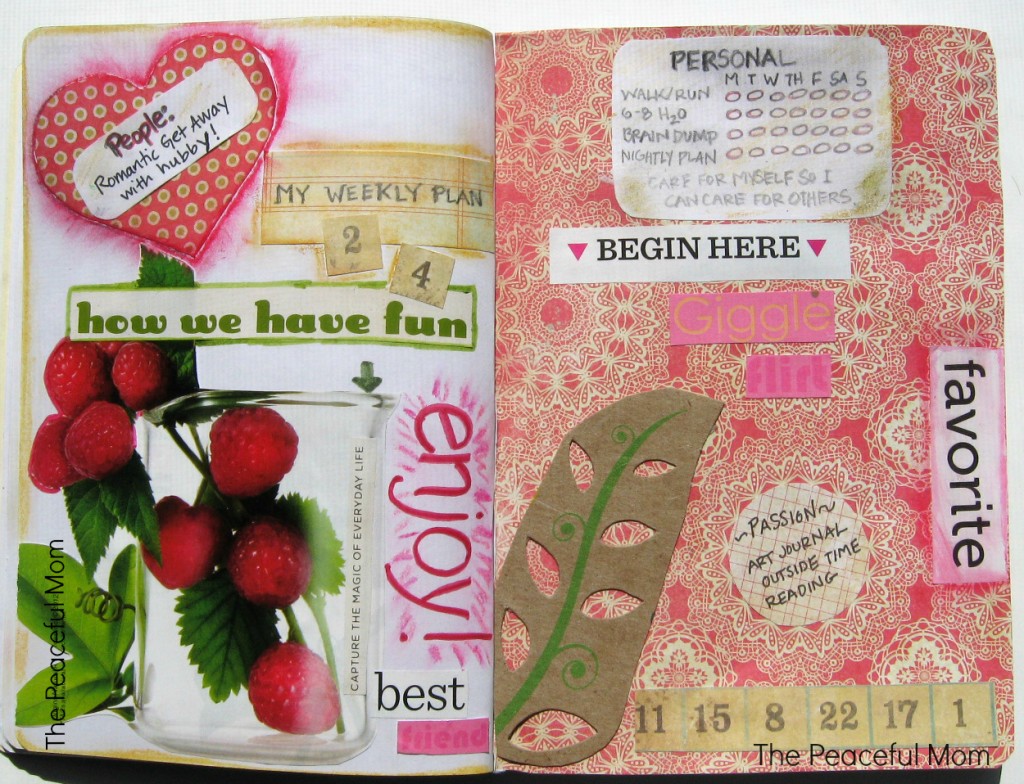 People:
Romantic Get Away
with hubby!
MY WEEKLY PLAN
2
4
how we have fun
enjoy!
CAPTURE THE MAGIC OF EVERYDAY LIFE
best
friend
The Peaceful Mom
PERSONAL
M T W TH F SA S
WALK/RUN
6-8 H2O
BRAIN DUMP
NIGHTLY PLAN
CARE FOR MYSELF SO I
CAN CARE FOR OTHERS.
BEGIN HERE
Giggle
flirt
favorite
~PASSION~
ART JOURNAL
OUTSIDE TIME
READING
11 15 8 22 17 1
The Peaceful Mom